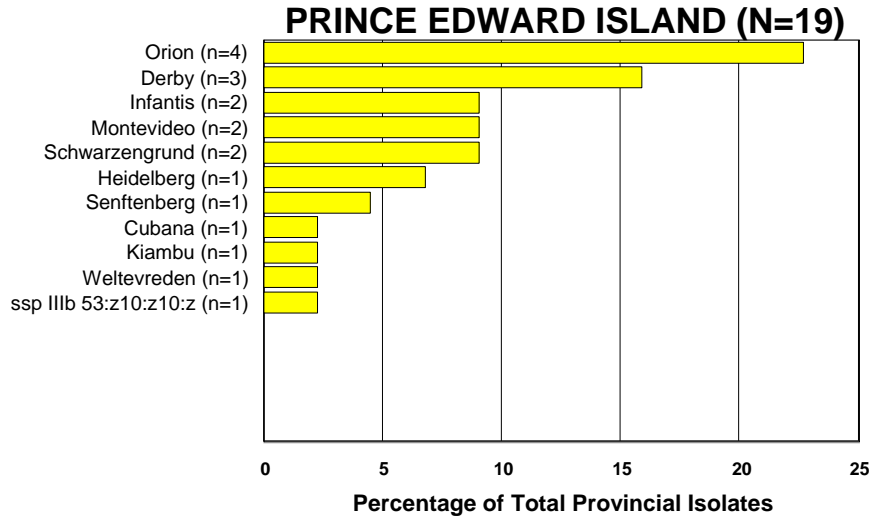 PRINCE EDWARD ISLAND (N=19)
Orion (n=4)
Derby (n=3)
Infantis (n=2)
Montevideo (n=2)
Schwarzengrund (n=2)
Heidelberg (n=1)
Senftenberg (n=1)
Cubana (n=1)
Kiambu (n=1)
Weltevreden (n=1)
ssp IIIb 53:z10:z10:z (n=1)
0 5 10 15 20 25
Percentage of Total Provincial Isolates